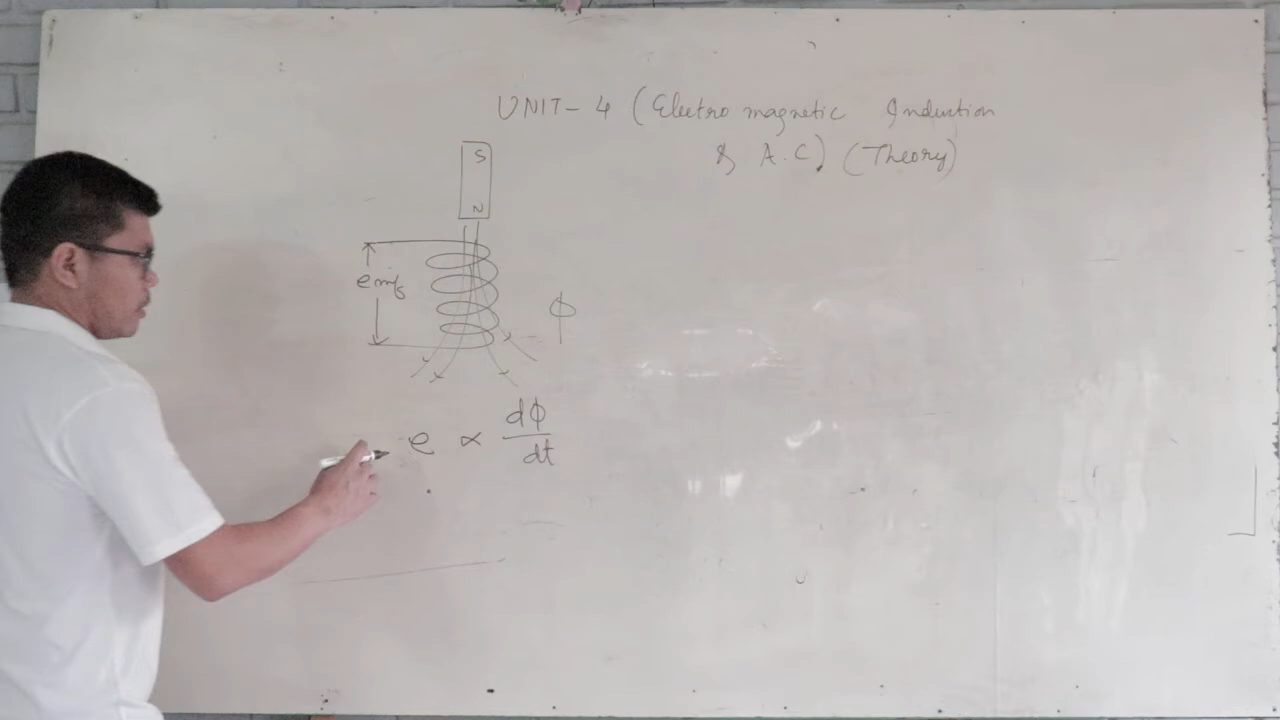 UNIT-4 (Electro magnetic Induction
& A.C) (Theory)
S
N
emf
ϕ
e ∝ dϕ/dt